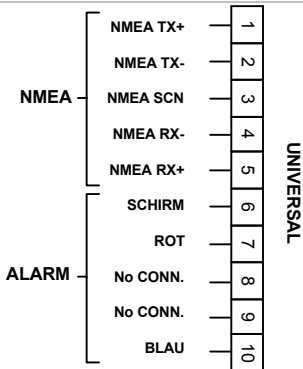 NMEA TX+ 1
NMEA TX- 2
NMEA NMEA SCN 3
NMEA RX- 4
NMEA RX+ 5
SCHIRM 6
ROT 7
ALARM No CONN. 8
No CONN. 9
BLAU 10
UNIVERSAL